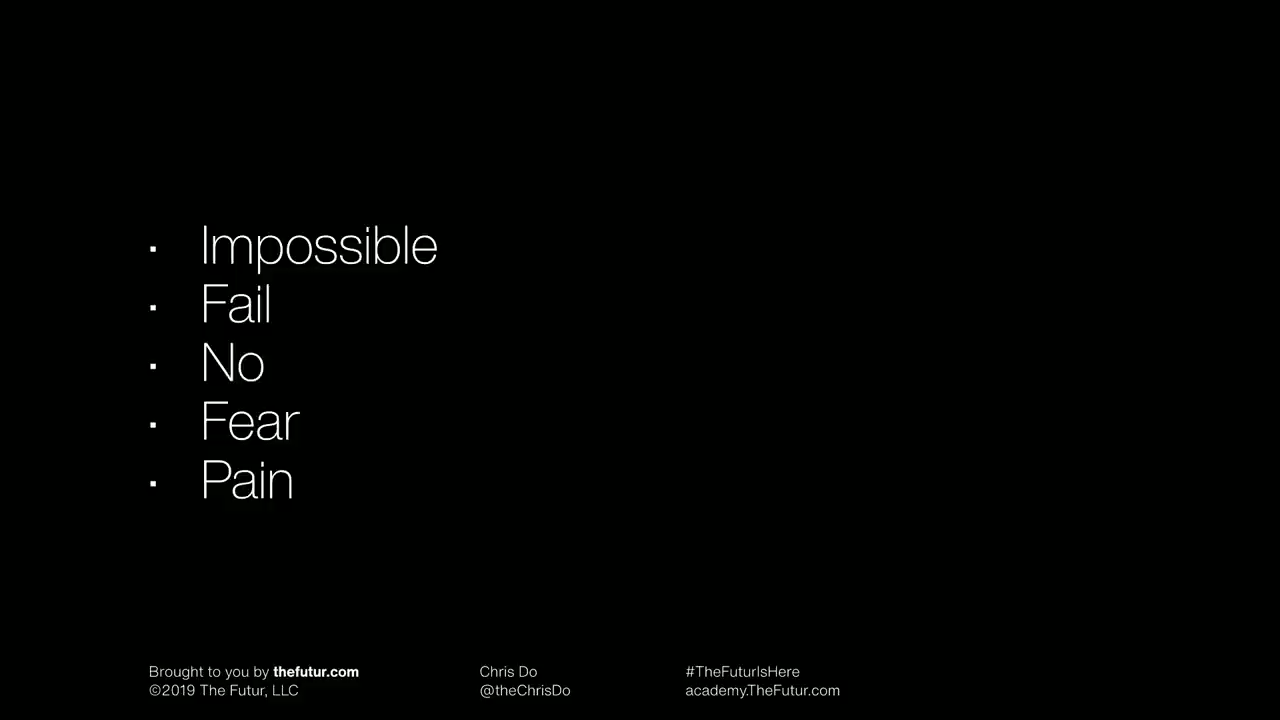 · Impossible
· Fail
· No
· Fear
· Pain
Brought to you by thefutur.com
©2019 The Futur, LLC
Chris Do
@theChrisDo
#TheFuturIsHere
academy.TheFutur.com